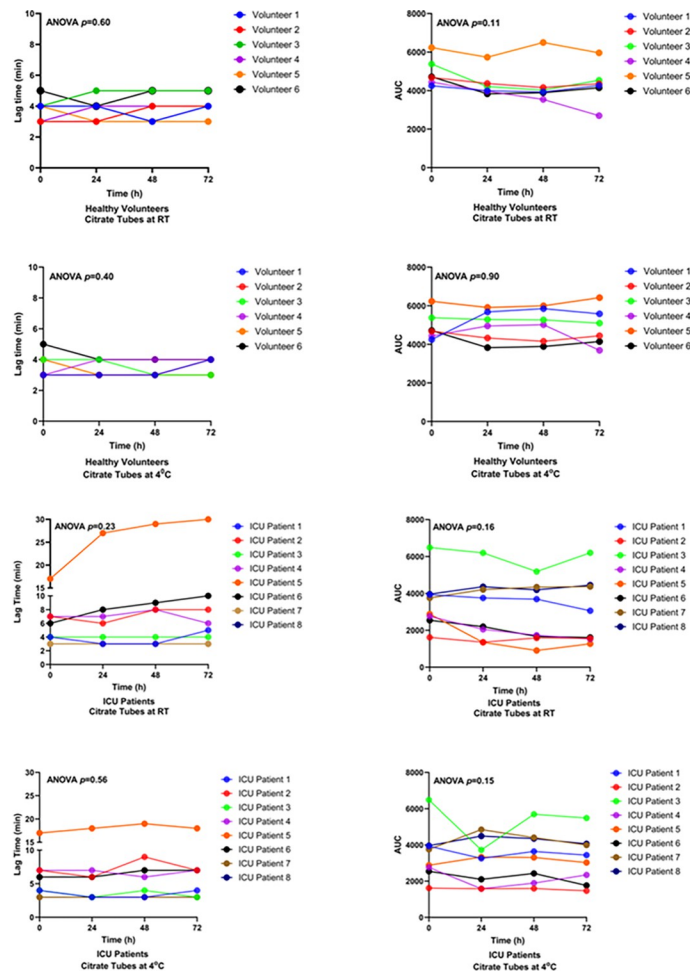 ANOVA p=0.60
Lag time (min)
10
8
6
4
2
0
0 24 48 72
Time (h)
Healthy Volunteers
Citrate Tubes at RT
Volunteer 1
Volunteer 2
Volunteer 3
Volunteer 4
Volunteer 5
Volunteer 6
ANOVA p=0.11
AUC
8000
6000
4000
2000
0
0 24 48 72
Time (h)
Healthy Volunteers
Citrate Tubes at RT
Volunteer 1
Volunteer 2
Volunteer 3
Volunteer 4
Volunteer 5
Volunteer 6
ANOVA p=0.40
Lag time (min)
10
8
6
4
2
0
0 24 48 72
Time (h)
Healthy Volunteers
Citrate Tubes at 4⁰C
Volunteer 1
Volunteer 2
Volunteer 3
Volunteer 4
Volunteer 5
Volunteer 6
ANOVA p=0.90
AUC
8000
6000
4000
2000
0
0 24 48 72
Time (h)
Healthy Volunteers
Citrate Tubes at 4⁰C
Volunteer 1
Volunteer 2
Volunteer 3
Volunteer 4
Volunteer 5
Volunteer 6
ANOVA p=0.23
Lag Time (min)
30
25
20
15
10
8
6
4
2
0
0 24 48 72
Time (h)
ICU Patients
Citrate Tubes at RT
ICU Patient 1
ICU Patient 2
ICU Patient 3
ICU Patient 4
ICU Patient 5
ICU Patient 6
ICU Patient 7
ICU Patient 8
ANOVA p=0.16
AUC
8000
6000
4000
2000
0
0 24 48 72
Time (h)
ICU Patients
Citrate Tubes at RT
ICU Patient 1
ICU Patient 2
ICU Patient 3
ICU Patient 4
ICU Patient 5
ICU Patient 6
ICU Patient 7
ICU Patient 8
ANOVA p=0.56
Lag Time (min)
30
25
20
15
10
5
0
0 24 48 72
Time (h)
ICU Patients
Citrate Tubes at 4⁰C
ICU Patient 1
ICU Patient 2
ICU Patient 3
ICU Patient 4
ICU Patient 5
ICU Patient 6
ICU Patient 7
ICU Patient 8
ANOVA p=0.15
AUC
8000
6000
4000
2000
0
0 24 48 72
Time (h)
ICU Patients
Citrate Tubes at 4⁰C
ICU Patient 1
ICU Patient 2
ICU Patient 3
ICU Patient 4
ICU Patient 5
ICU Patient 6
ICU Patient 7
ICU Patient 8